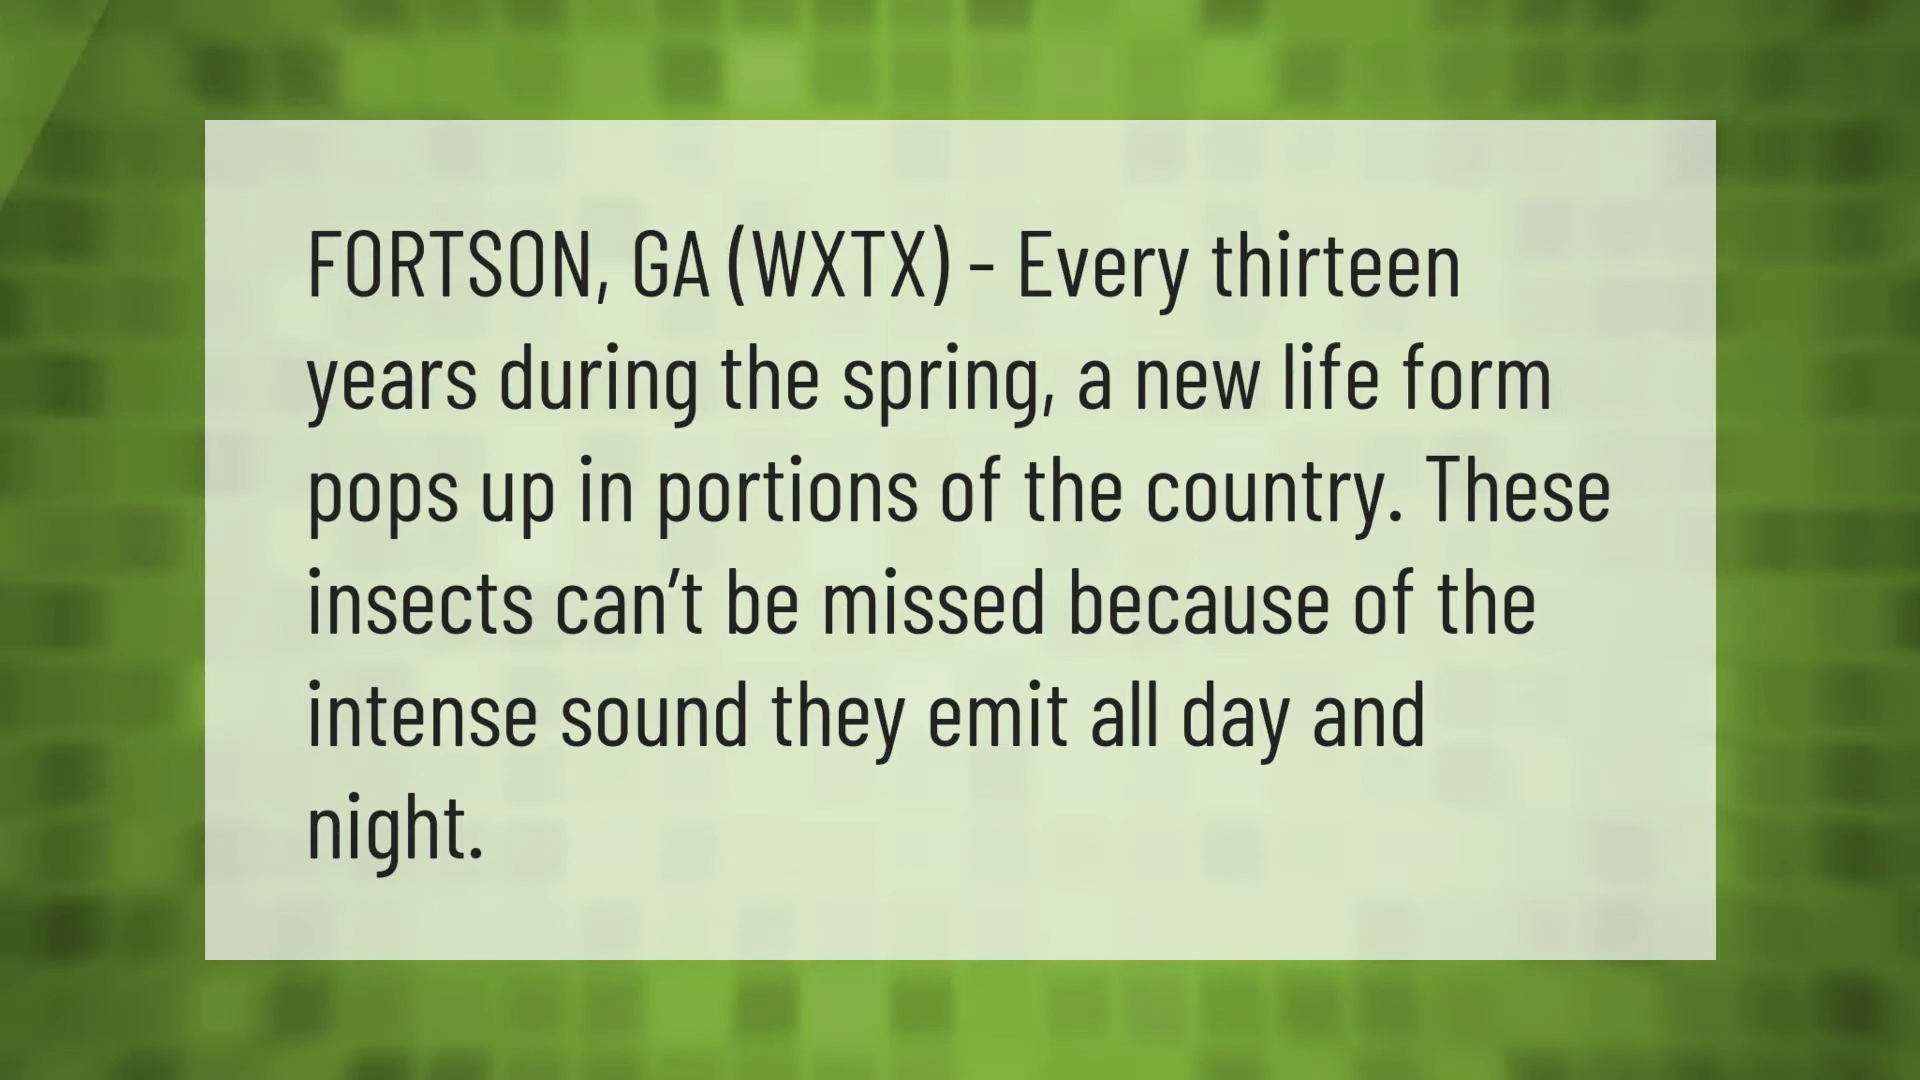 FORTSON, GA (WXTX) – Every thirteen
years during the spring, a new life form
pops up in portions of the country. These
insects can’t be missed because of the
intense sound they emit all day and
night.